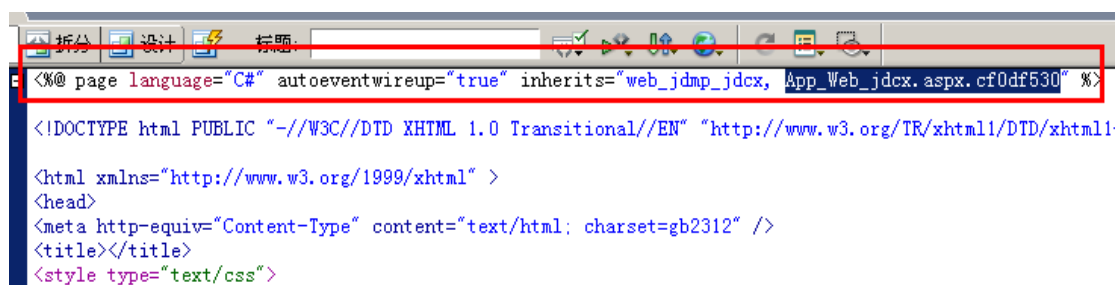 拆分 设计 标题:
<%@ page language="C#" autoeventwireup="true" inherits="web_jdmp_jdcx, App_Web_jdcx.aspx.cf0df530" %>
<!DOCTYPE html PUBLIC "-//W3C//DTD XHTML 1.0 Transitional//EN" "http://www.w3.org/TR/xhtml1/DTD/xhtml1-
<html xmlns="http://www.w3.org/1999/xhtml" >
<head>
<meta http-equiv="Content-Type" content="text/html; charset=gb2312" />
<title></title>
<style type="text/css">